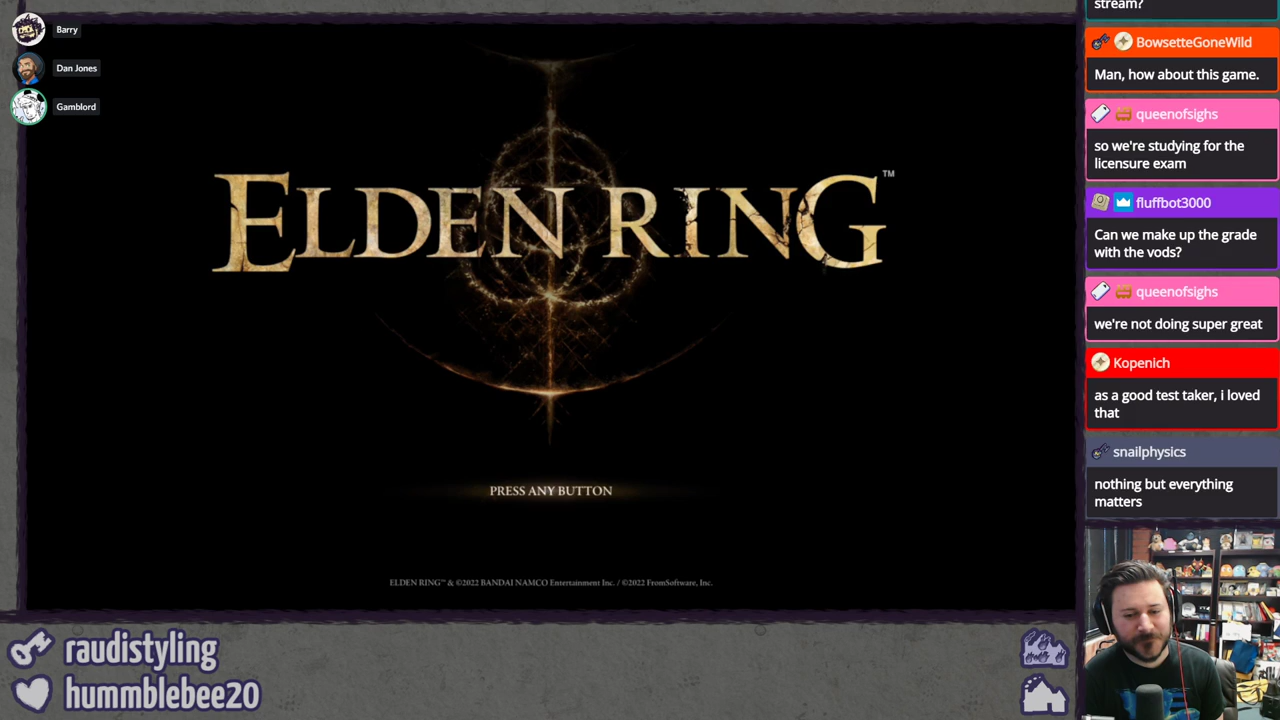 Barry
Dan Jones
Gamblord
ELDEN RING™
PRESS ANY BUTTON
ELDEN RING™ & ©2022 BANDAI NAMCO Entertainment Inc. / ©2022 FromSoftware, Inc.
stream?
BowsetteGoneWild
Man, how about this game.
queenofsighs
so we're studying for the
licensure exam
fluffbot3000
Can we make up the grade
with the vods?
queenofsighs
we're not doing super great
Kopenich
as a good test taker, i loved
that
snailphysics
nothing but everything
matters
raudistyling
hummblebee20